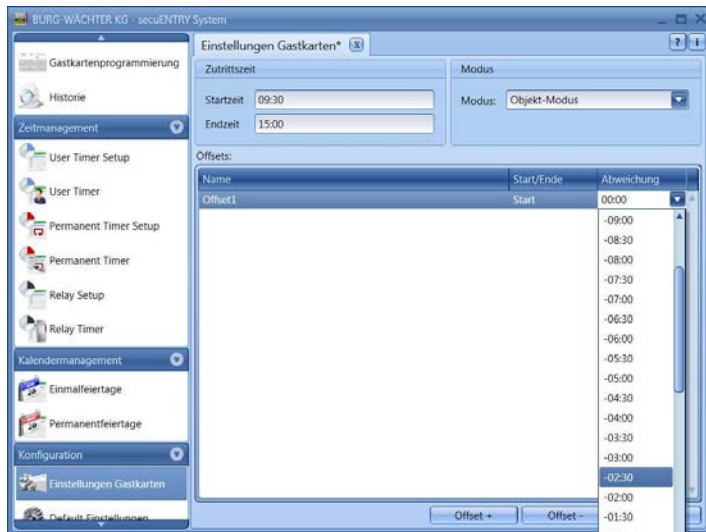 BURG-WÄCHTER KG - secuENTRY System
Gastkartenprogrammierung
Historie
Zeitmanagement
User Timer Setup
User Timer
Permanent Timer Setup
Permanent Timer
Relay Setup
Relay Timer
Kalendermanagement
Einmalfeiertage
Permanentfeiertage
Konfiguration
Einstellungen Gastkarten
Default Einstellungen
Einstellungen Gastkarten*
Zutrittszeit
Startzeit 09:30
Endzeit 15:00
Modus
Modus: Objekt-Modus
Offsets:
Name Start/Ende Abweichung
Offset1 Start 00:00
-09:00
-08:30
-08:00
-07:30
-07:00
-06:30
-06:00
-05:30
-05:00
-04:30
-04:00
-03:30
-03:00
-02:30
-02:00
-01:30
Offset + Offset -